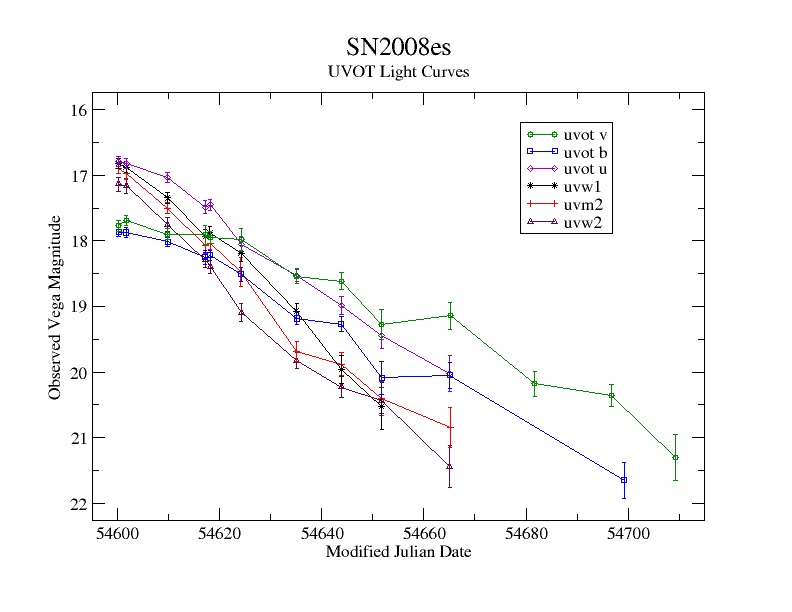 SN2008es
UVOT Light Curves
Observed Vega Magnitude
16
17
18
19
20
21
22
uvot v
uvot b
uvot u
uvw1
uvm2
uvw2
54600 54620 54640 54660 54680 54700
Modified Julian Date